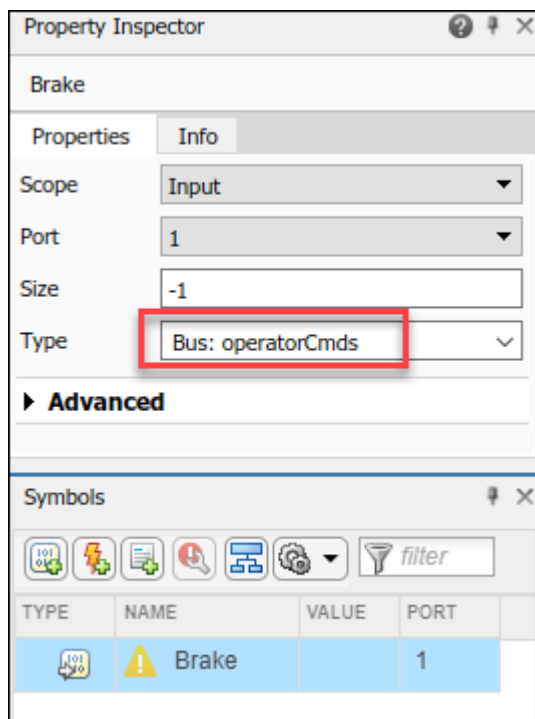 Property Inspector
Brake
Properties Info
Scope Input
Port 1
Size -1
Type Bus: operatorCmds
Advanced
Symbols
filter
TYPE NAME VALUE PORT
Brake 1